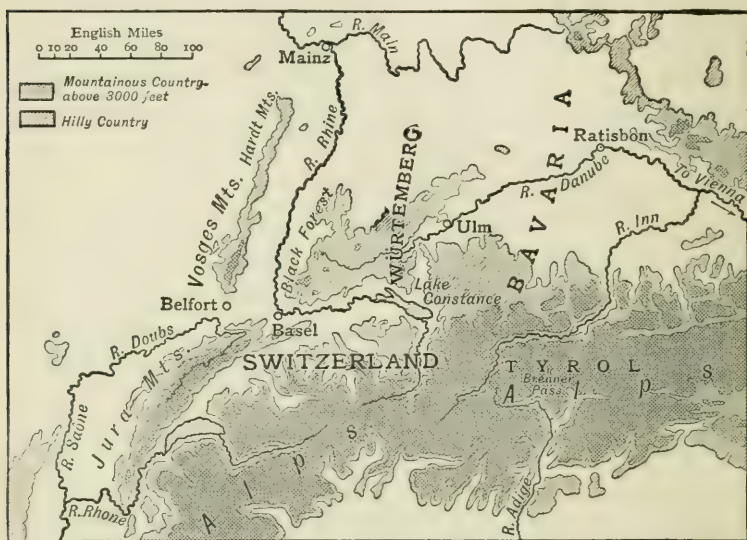 English Miles
0 10 20 60 100
Mountainous Country
above 3000 feet
Hilly Country
Mainz
R. Main
R. Rhine
Hardt Mts.
Vosges Mts.
Black Forest
WÜRTEMBERG
BAVARIA
Ratisbon
R. Danube
To Vienna
Ulm
R. Inn
Lake
Constance
Belfort
Basel
R. Doubs
SWITZERLAND
TYROL
Brenner
Pass
Alps
Jura Mts.
R. Saône
R. Rhone
Alps
R. Adige